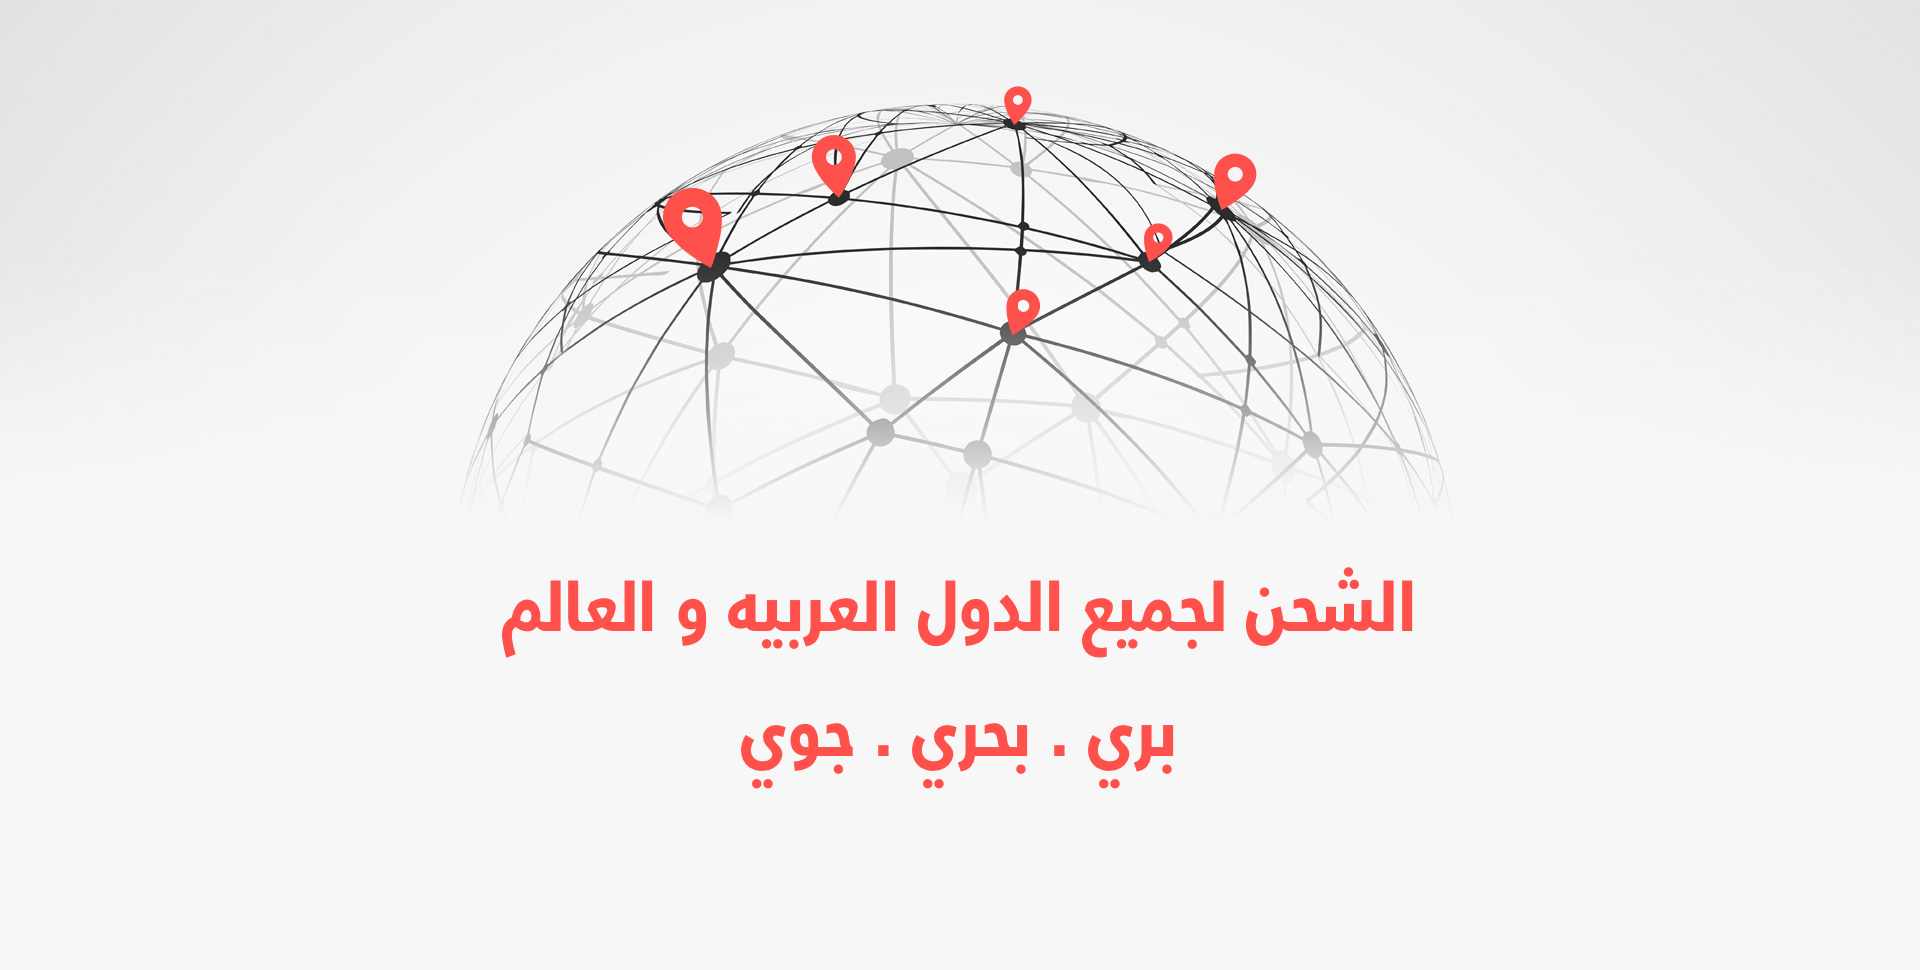 الشحن لجميع الدول العربيه و العالم
بري . بحري . جوي